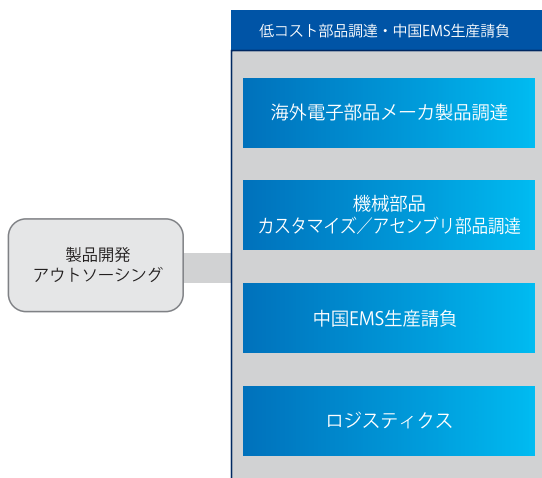 低コスト部品調達・中国EMS生産請負
海外電子部品メーカ製品調達
機械部品
カスタマイズ／アセンブリ部品調達
製品開発
アウトソーシング
中国EMS生産請負
ロジスティクス